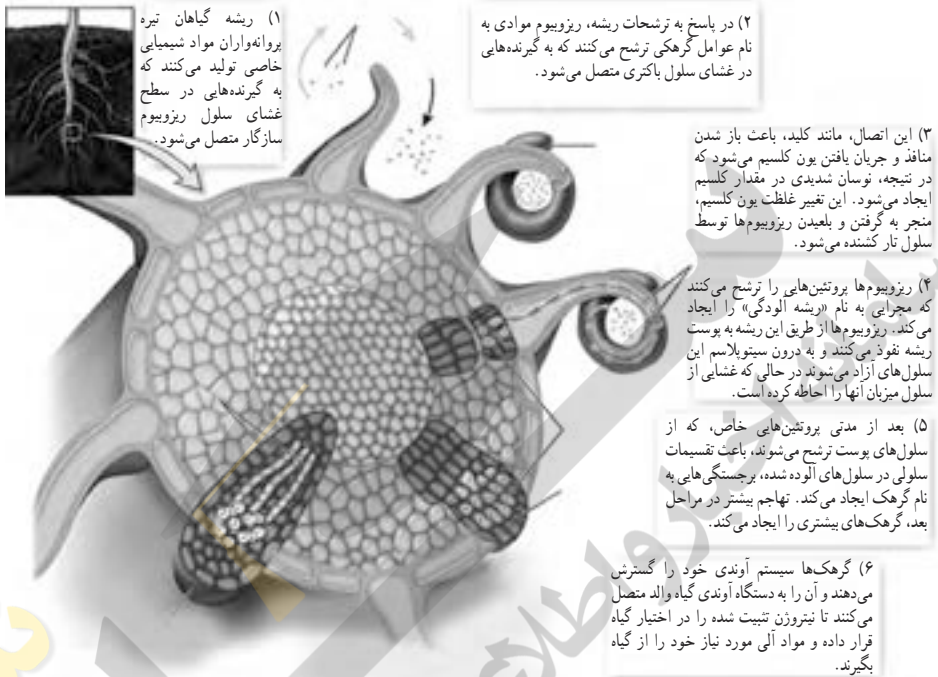 ۱) ریشه گیاهان تیره
پروانه‌واران مواد شیمیایی
خاصی تولید می‌کنند که
به گیرنده‌هایی در سطح
غشای سلول ریزوبیوم
سازگار متصل می‌شود.
۲) در پاسخ به ترشحات ریشه، ریزوبیوم موادی به
نام عوامل گرهکی ترشح می‌کنند که به گیرنده‌هایی
در غشای سلول باکتری متصل می‌شود.
۳) این اتصال، مانند کلید، باعث باز شدن
منافذ و جریان یافتن یون کلسیم می‌شود که
در نتیجه، نوسان شدیدی در مقدار کلسیم
ایجاد می‌شود. این تغییر غلظت یون کلسیم،
منجر به گرفتن و بلعیدن ریزوبیوم‌ها توسط
سلول تار کشنده می‌شود.
۴) ریزوبیوم‌ها پروتئین‌هایی را ترشح می‌کنند
که مجرایی به نام «ریشه آلودگی» را ایجاد
می‌کند. ریزوبیوم‌ها از طریق این ریشه به پوست
ریشه نفوذ می‌کنند و به درون سیتوپلاسم این
سلول‌های آزاد می‌شوند در حالی که غشایی از
سلول میزبان آنها را احاطه کرده است.
۵) بعد از مدتی پروتئین‌هایی خاص، که از
سلول‌های پوست ترشح می‌شوند، باعث تقسیمات
سلولی در سلول‌های آلوده شده، برجستگی‌هایی به
نام گرهک ایجاد می‌کند. تهاجم بیشتر در مراحل
بعد، گرهک‌های بیشتری را ایجاد می‌کند.
۶) گرهک‌ها سیستم آوندی خود را گسترش
می‌دهند و آن را به دستگاه آوندی گیاه والد متصل
می‌کنند تا نیتروژن تثبیت شده را در اختیار گیاه
قرار داده و مواد آلی مورد نیاز خود را از گیاه
بگیرند.